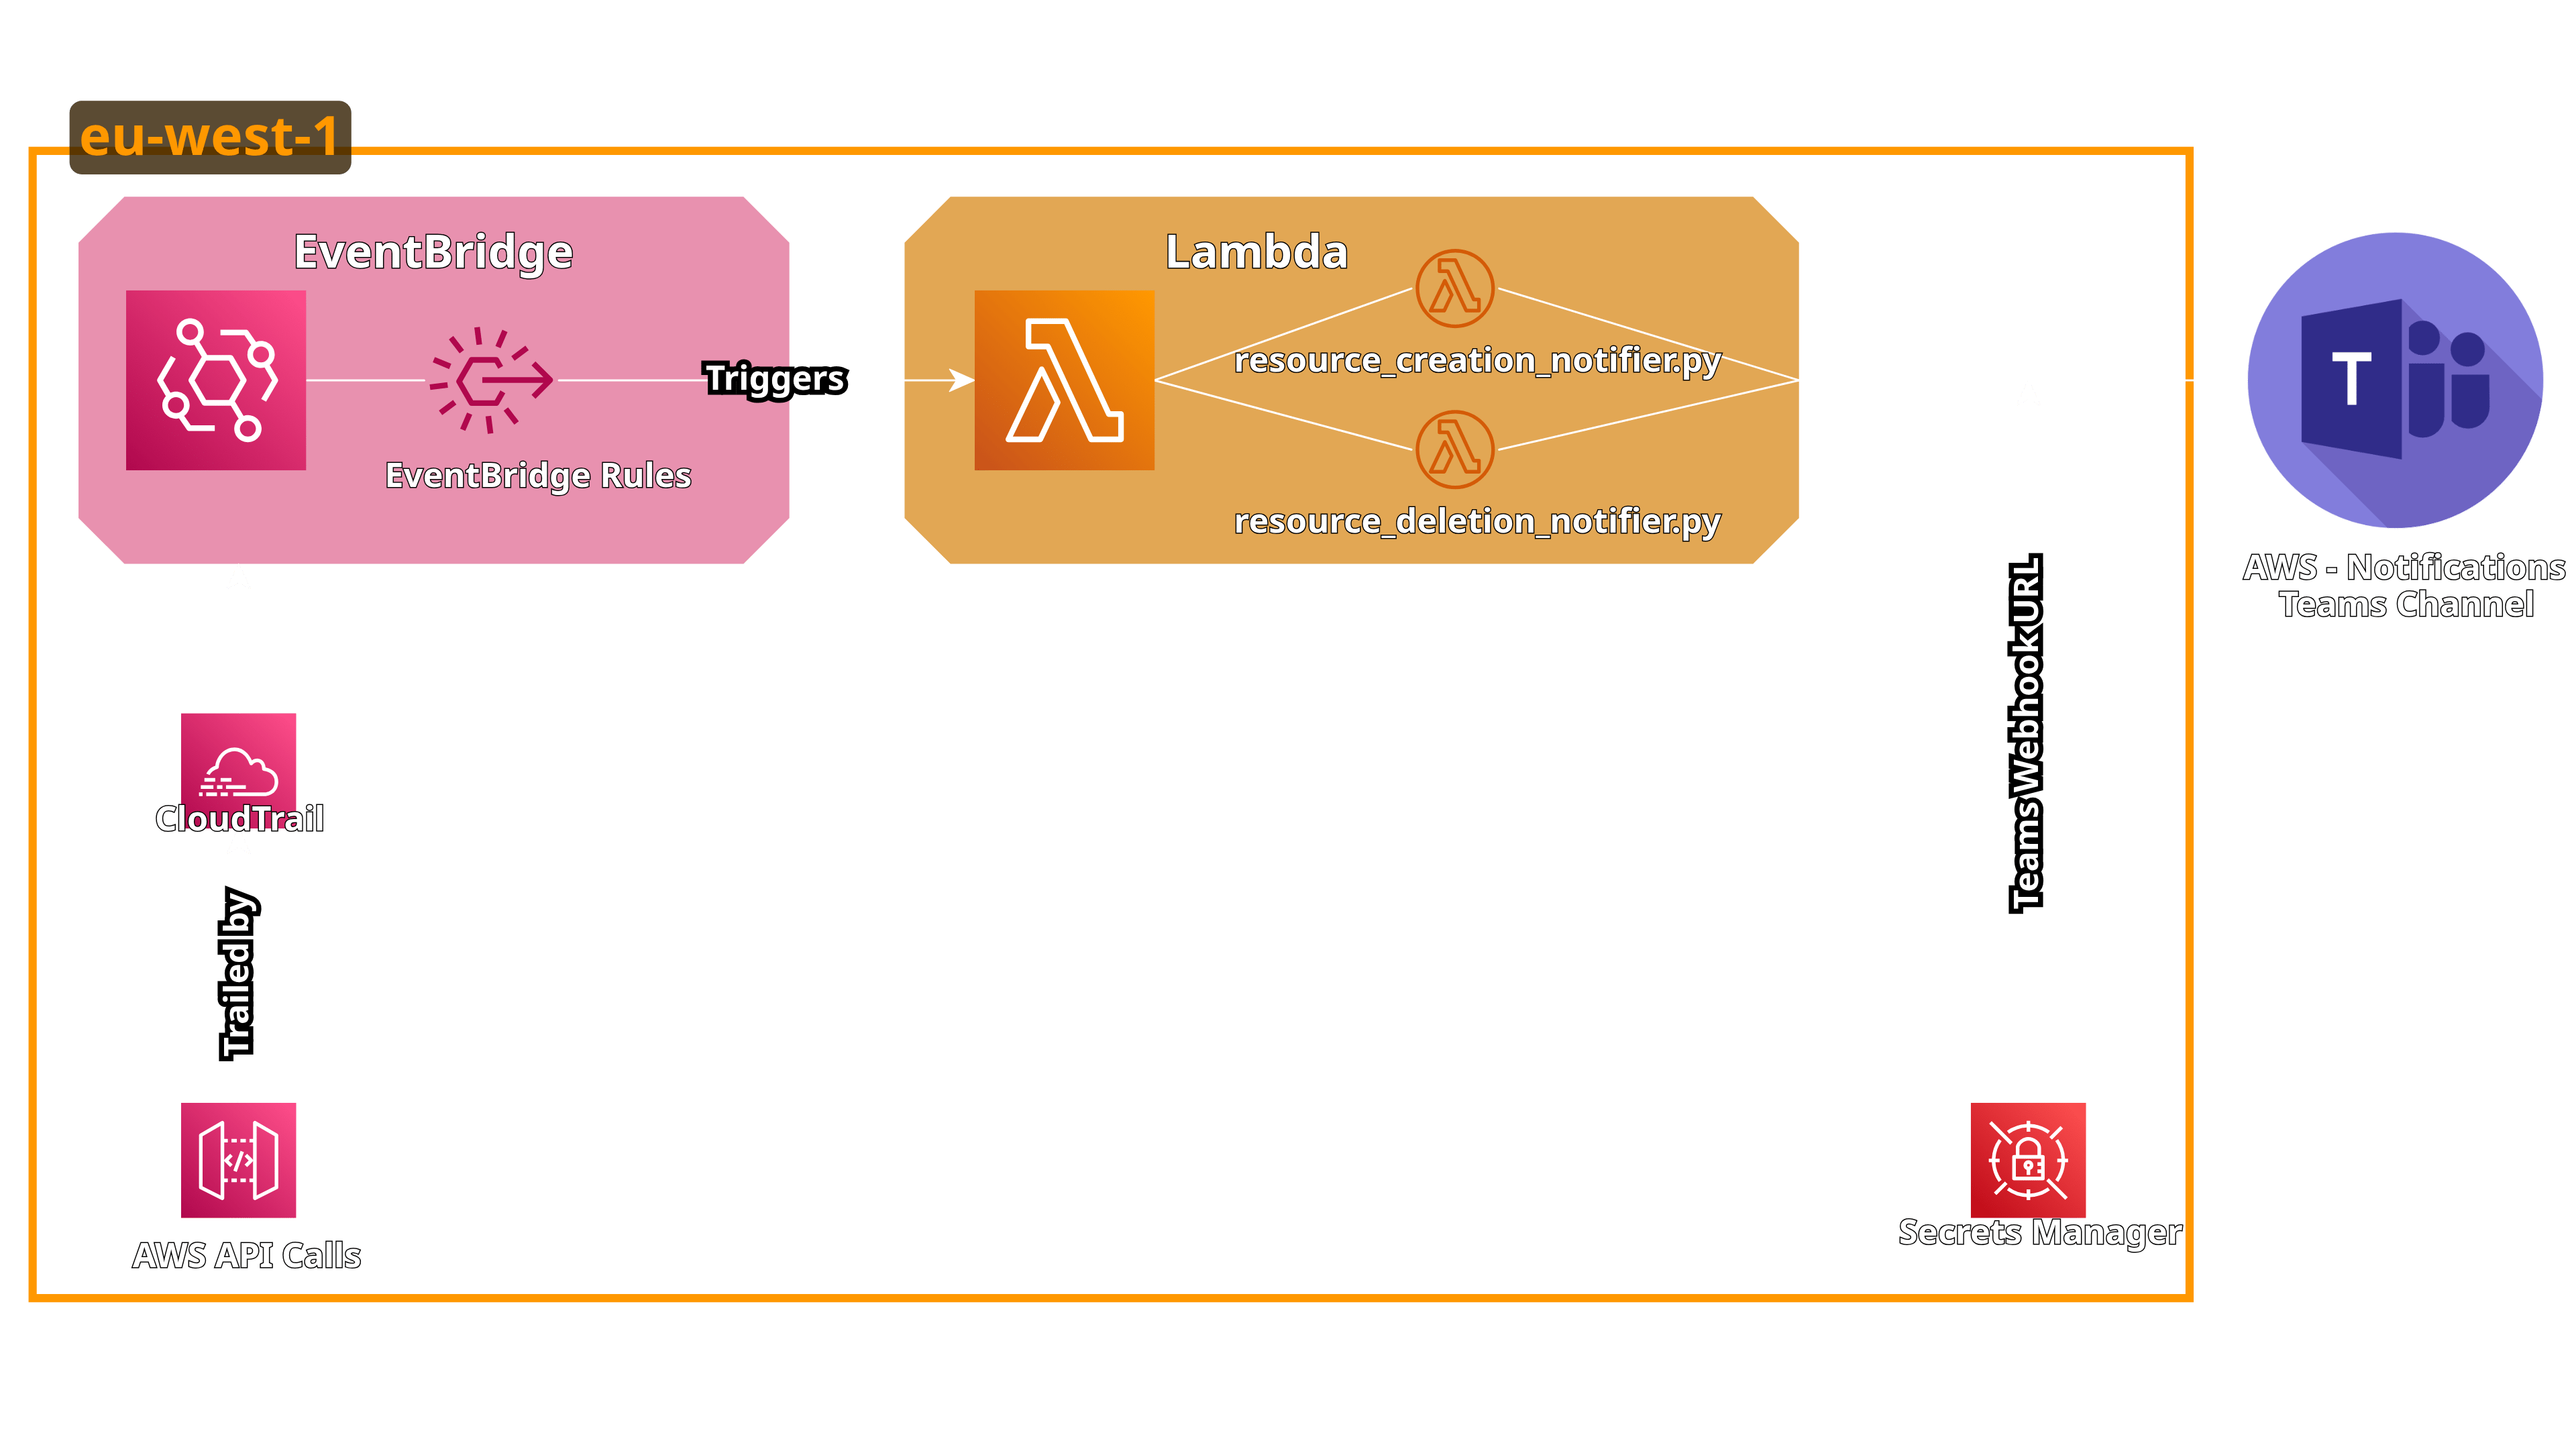 eu-west-1
EventBridge
EventBridge Rules
Triggers
Lambda
resource_creation_notifier.py
resource_deletion_notifier.py
T
AWS - Notifications
Teams Channel
CloudTrail
Trailed by
AWS API Calls
Teams Webhook URL
Secrets Manager